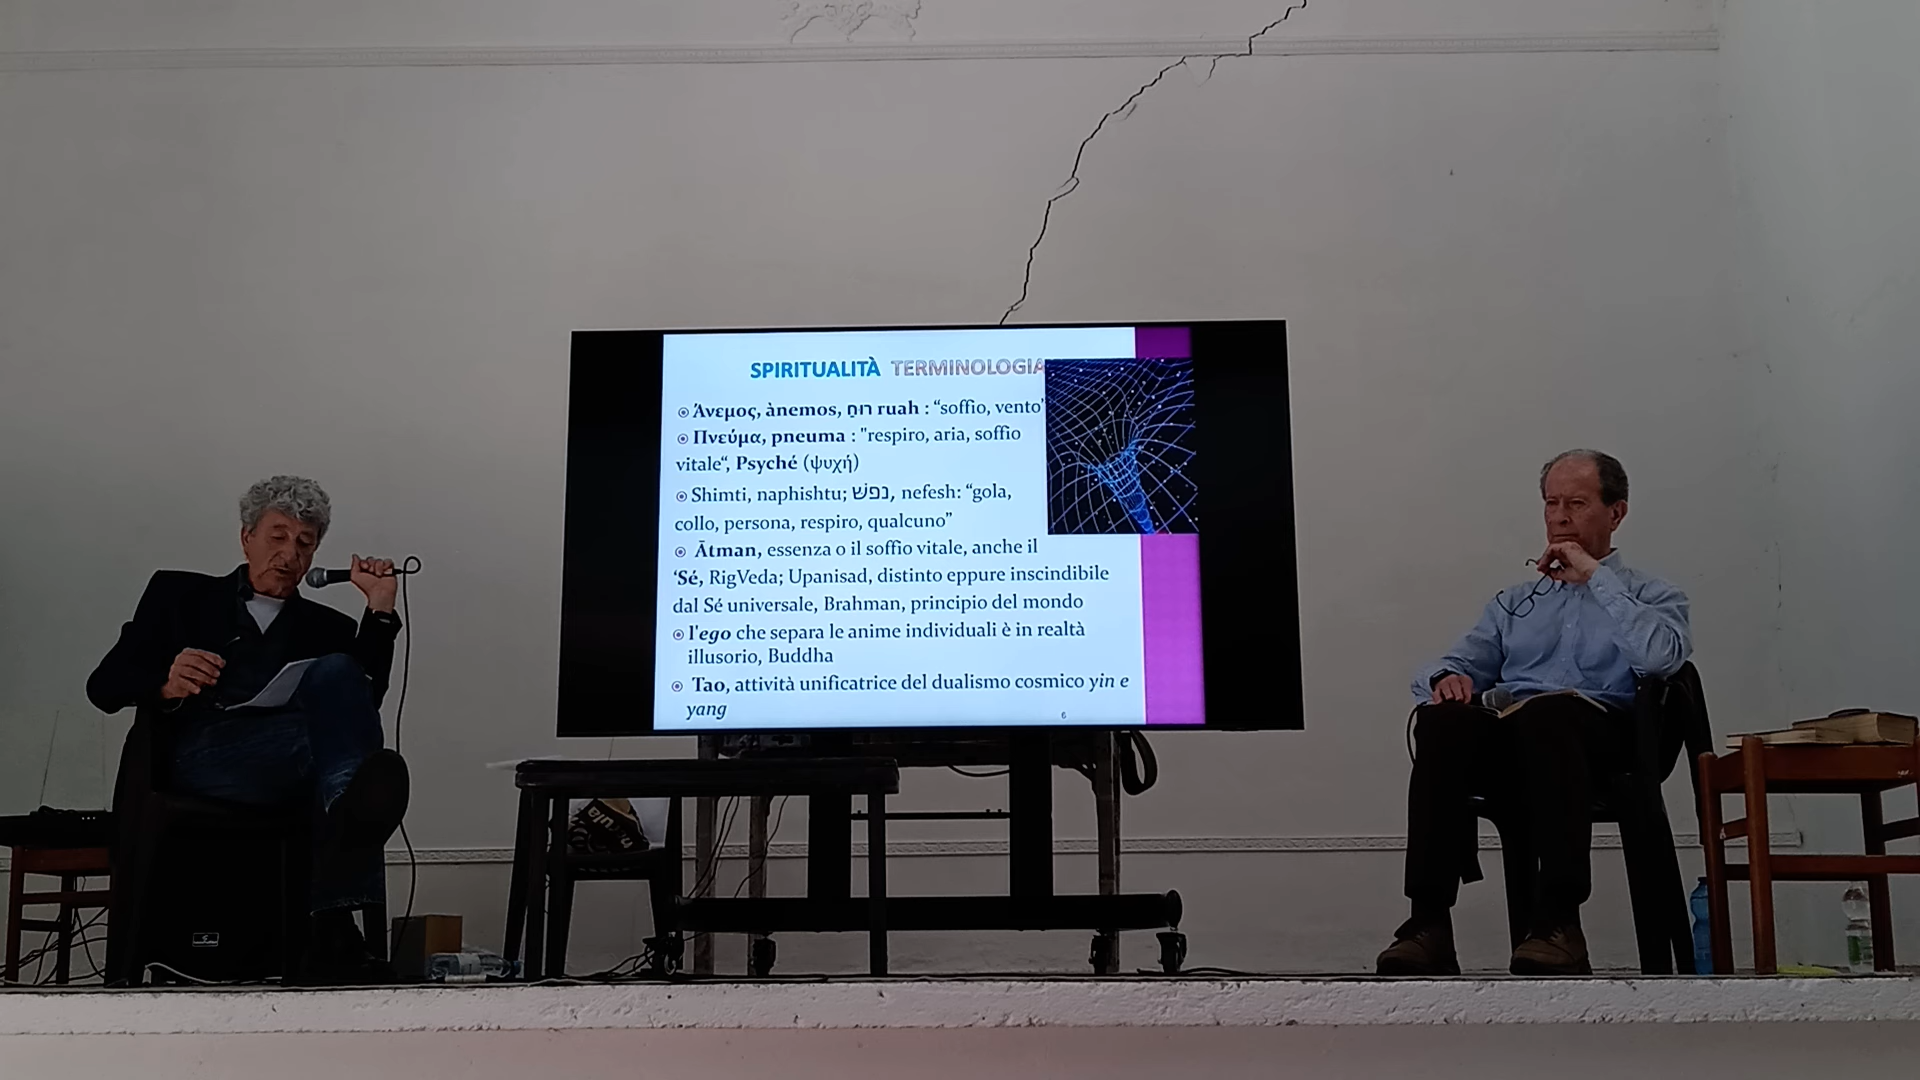 SPIRITUALITÀ TERMINOLOGIA
Άνεμος, ànemos, רוּחַ ruah : “soffio, vento”
Πνεύμα, pneuma : "respiro, aria, soffio
vitale“, Psyché (ψυχή)
Shimti, naphishtu; נפשׁ, nefesh: “gola,
collo, persona, respiro, qualcuno”
Ātman, essenza o il soffio vitale, anche il
‘Sé, RigVeda; Upanisad, distinto eppure inscindibile
dal Sé universale, Brahman, principio del mondo
l'ego che separa le anime individuali è in realtà
illusorio, Buddha
Tao, attività unificatrice del dualismo cosmico yin e
yang
6